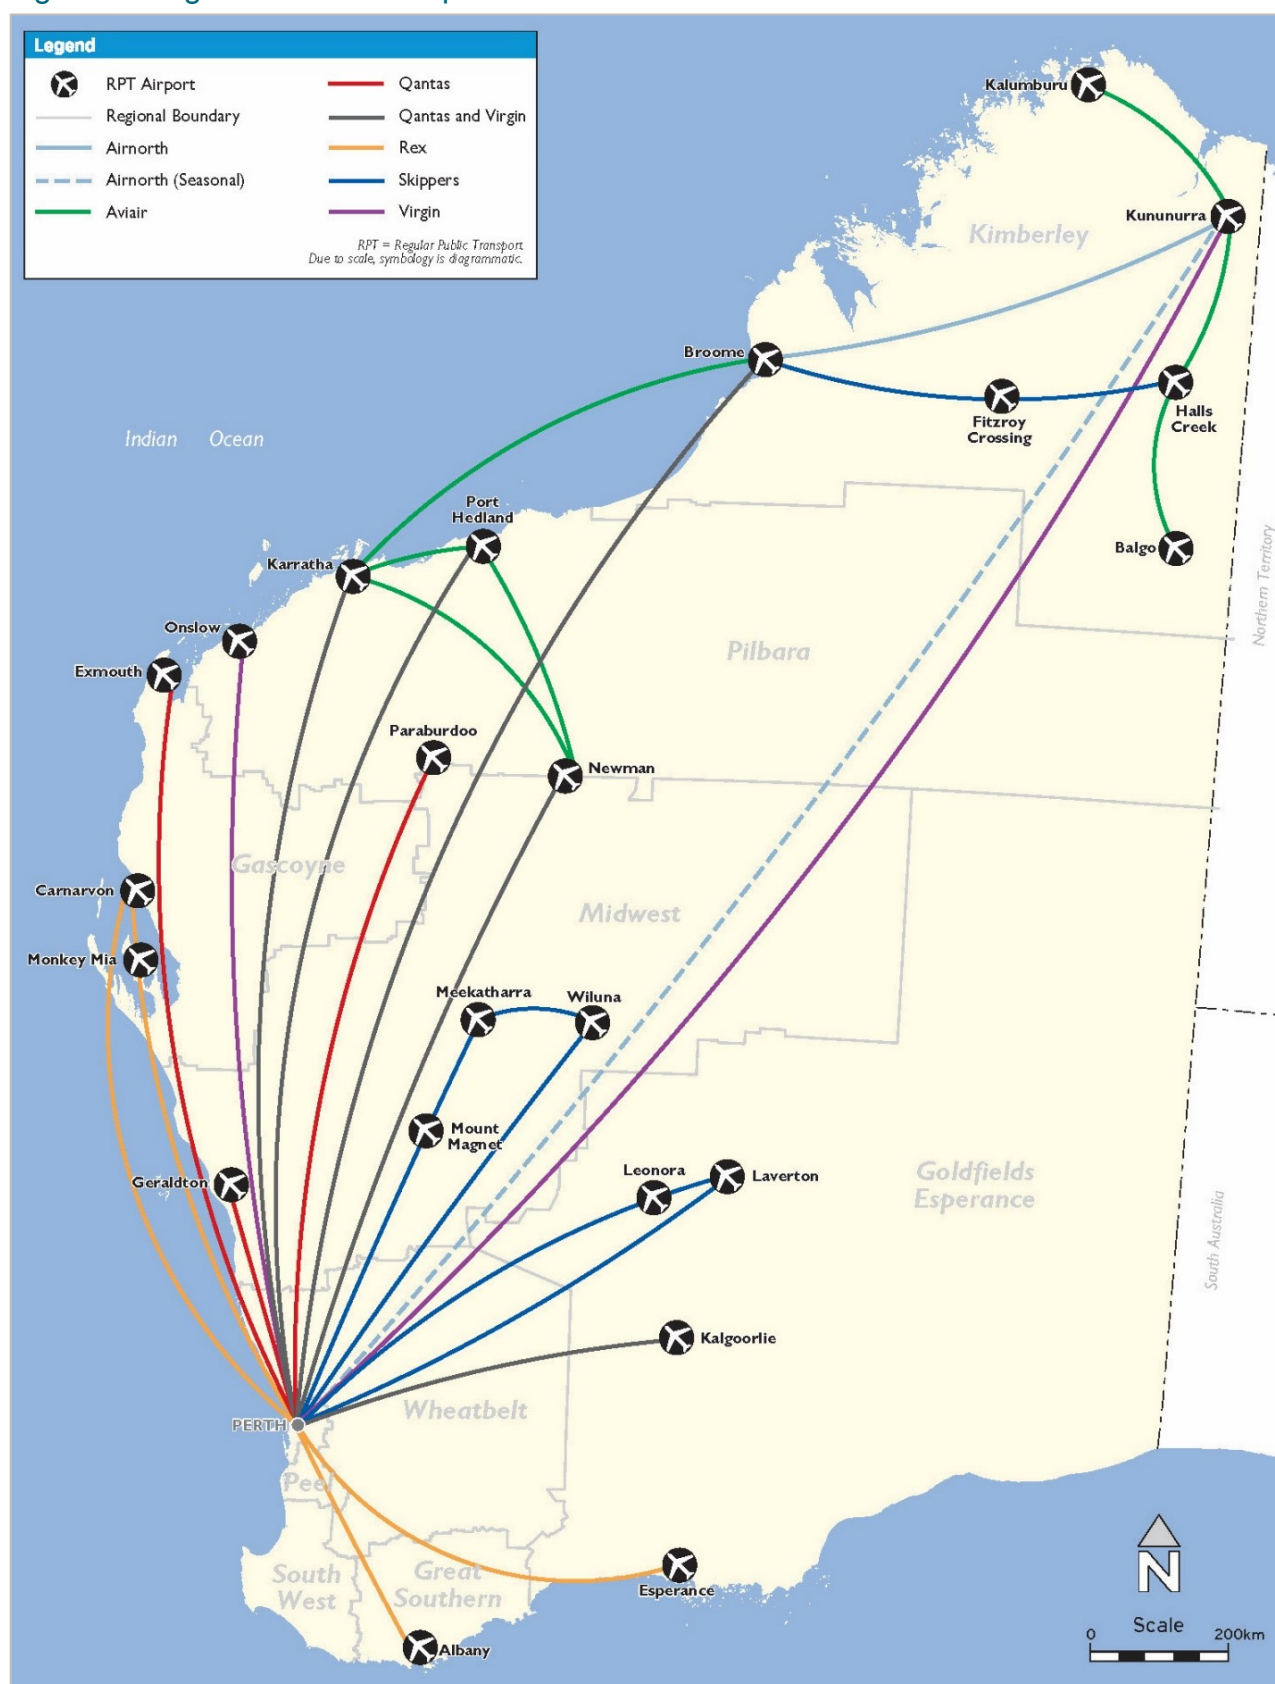 Legend
RPT Airport
Regional Boundary
Airnorth
Airnorth (Seasonal)
Aviair
Qantas
Qantas and Virgin
Rex
Skippers
Virgin
RPT = Regular Public Transport
Due to scale, symbology is diagrammatic.
Kalumburu
Kununurra
Kimberley
Broome
Fitzroy
Crossing
Halls
Creek
Indian Ocean
Port
Hedland
Balgo
Karratha
Northern Territory
Onslow
Pilbara
Exmouth
Paraburdoo
Newman
Gascoyne
Carnarvon
Midwest
Monkey Mia
Meekatharra
Wiluna
Mount
Magnet
Geraldton
Leonora
Laverton
Goldfields
Esperance
South Australia
Kalgoorlie
Wheatbelt
PERTH
Peel
South
West
Great
Southern
Esperance
Albany
N
Scale
0 200km